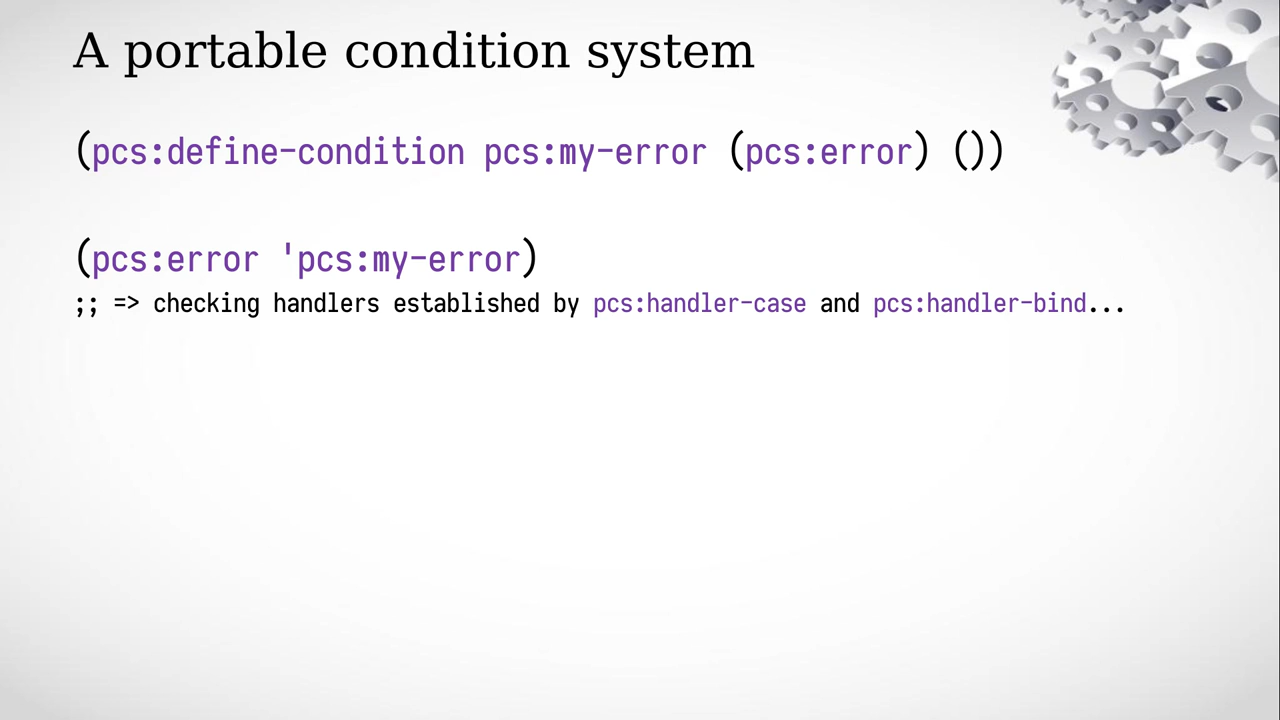 A portable condition system
(pcs:define-condition pcs:my-error (pcs:error) ())
(pcs:error 'pcs:my-error)
;; => checking handlers established by pcs:handler-case and pcs:handler-bind...